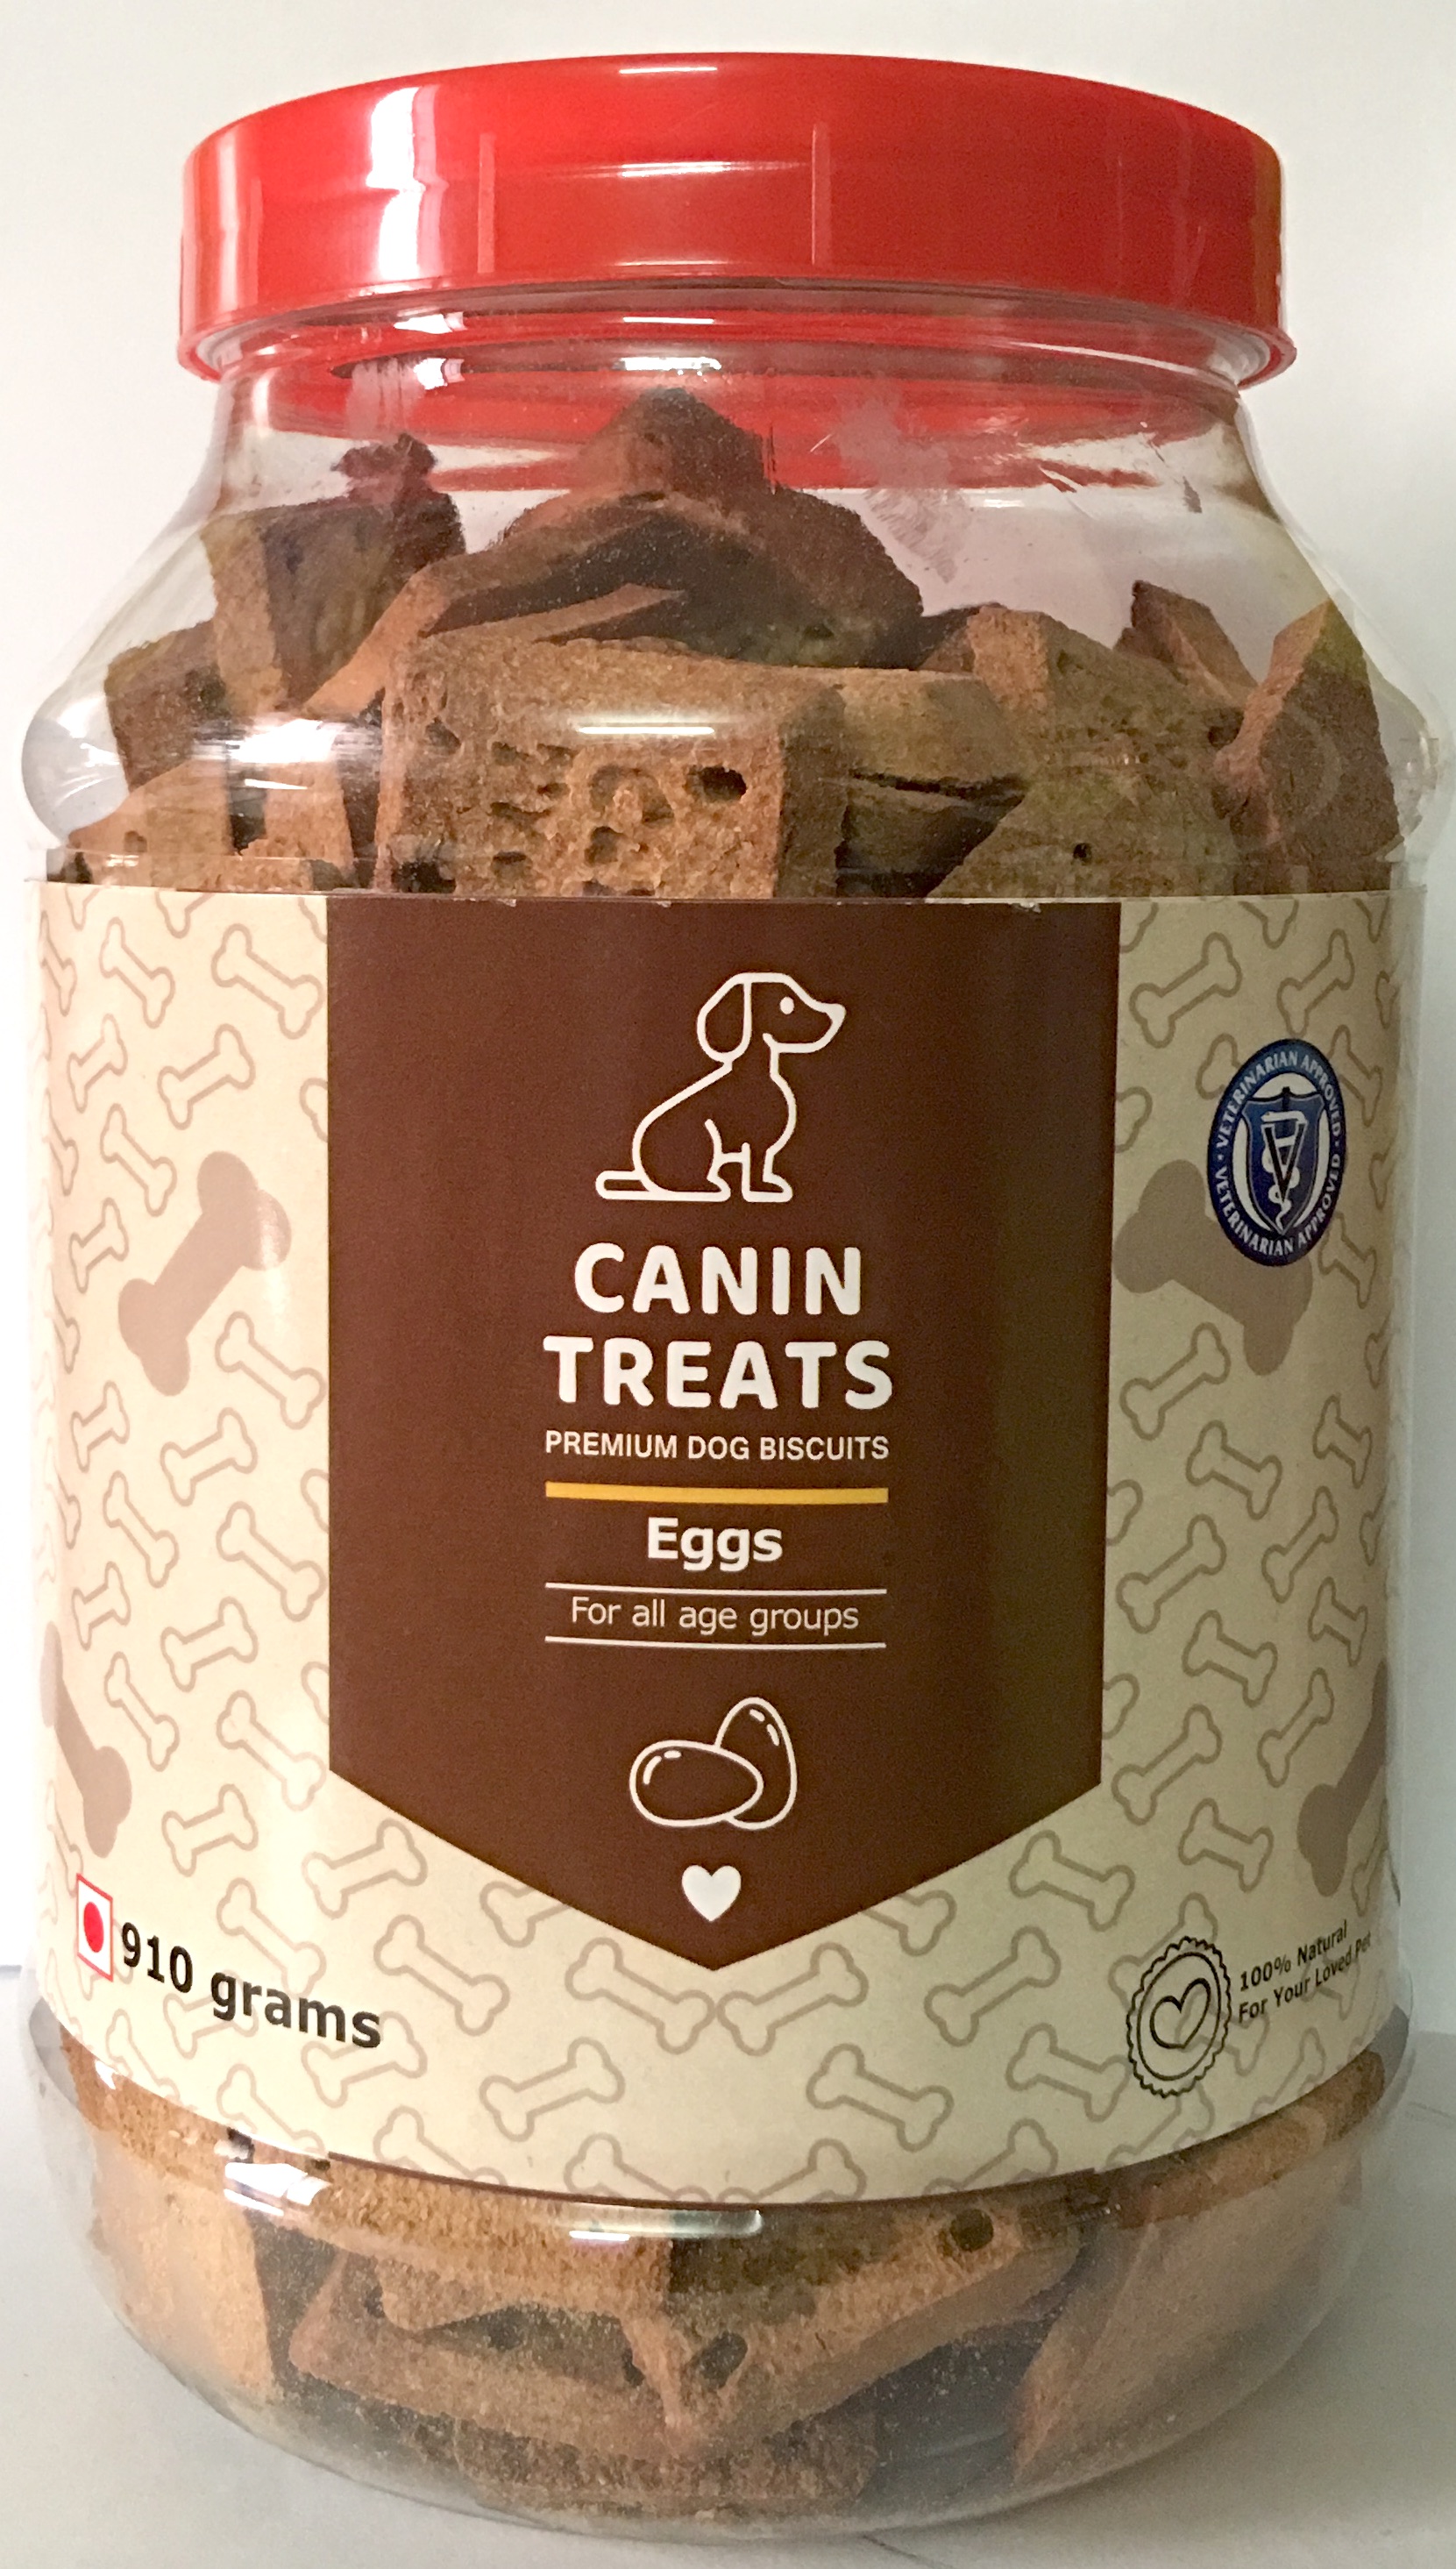 VETERINARIAN APPROVED · VETERINARIAN APPROVED ·
CANIN
TREATS
PREMIUM DOG BISCUITS
Eggs
For all age groups
910 grams
100% Natural
For Your Loved Pet